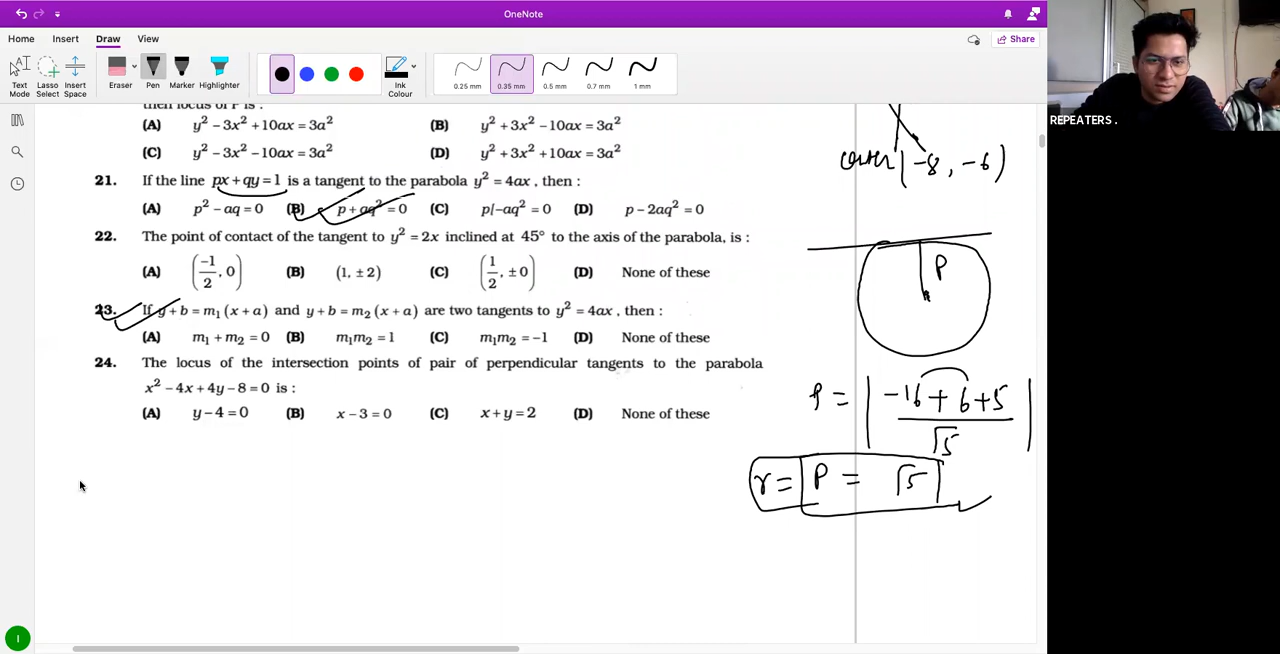 OneNote
Home Insert Draw View
Share
Text Mode
Lasso Select
Insert Space
Eraser
Pen
Marker
Highlighter
Ink Colour
0.25 mm
0.35 mm
0.5 mm
0.7 mm
1 mm
REPEATERS .
then locus of P is :
(A) y² − 3x² + 10ax = 3a² (B) y² + 3x² − 10ax = 3a²
(C) y² − 3x² − 10ax = 3a² (D) y² + 3x² + 10ax = 3a²
21. If the line px + qy = 1 is a tangent to the parabola y² = 4ax , then :
(A) p² − aq = 0 (B) p + aq² = 0 (C) p/−aq² = 0 (D) p − 2aq² = 0
22. The point of contact of the tangent to y² = 2x inclined at 45° to the axis of the parabola, is :
(A) (−1/2, 0) (B) (1, ±2) (C) (1/2, ±0) (D) None of these
23. If y + b = m₁(x + a) and y + b = m₂(x + a) are two tangents to y² = 4ax , then :
(A) m₁ + m₂ = 0 (B) m₁m₂ = 1 (C) m₁m₂ = −1 (D) None of these
24. The locus of the intersection points of pair of perpendicular tangents to the parabola
x² − 4x + 4y − 8 = 0 is :
(A) y − 4 = 0 (B) x − 3 = 0 (C) x + y = 2 (D) None of these
(-8, -6)
P
P = | -16 + 6 + 5 / √5 |
r = P = √5
I